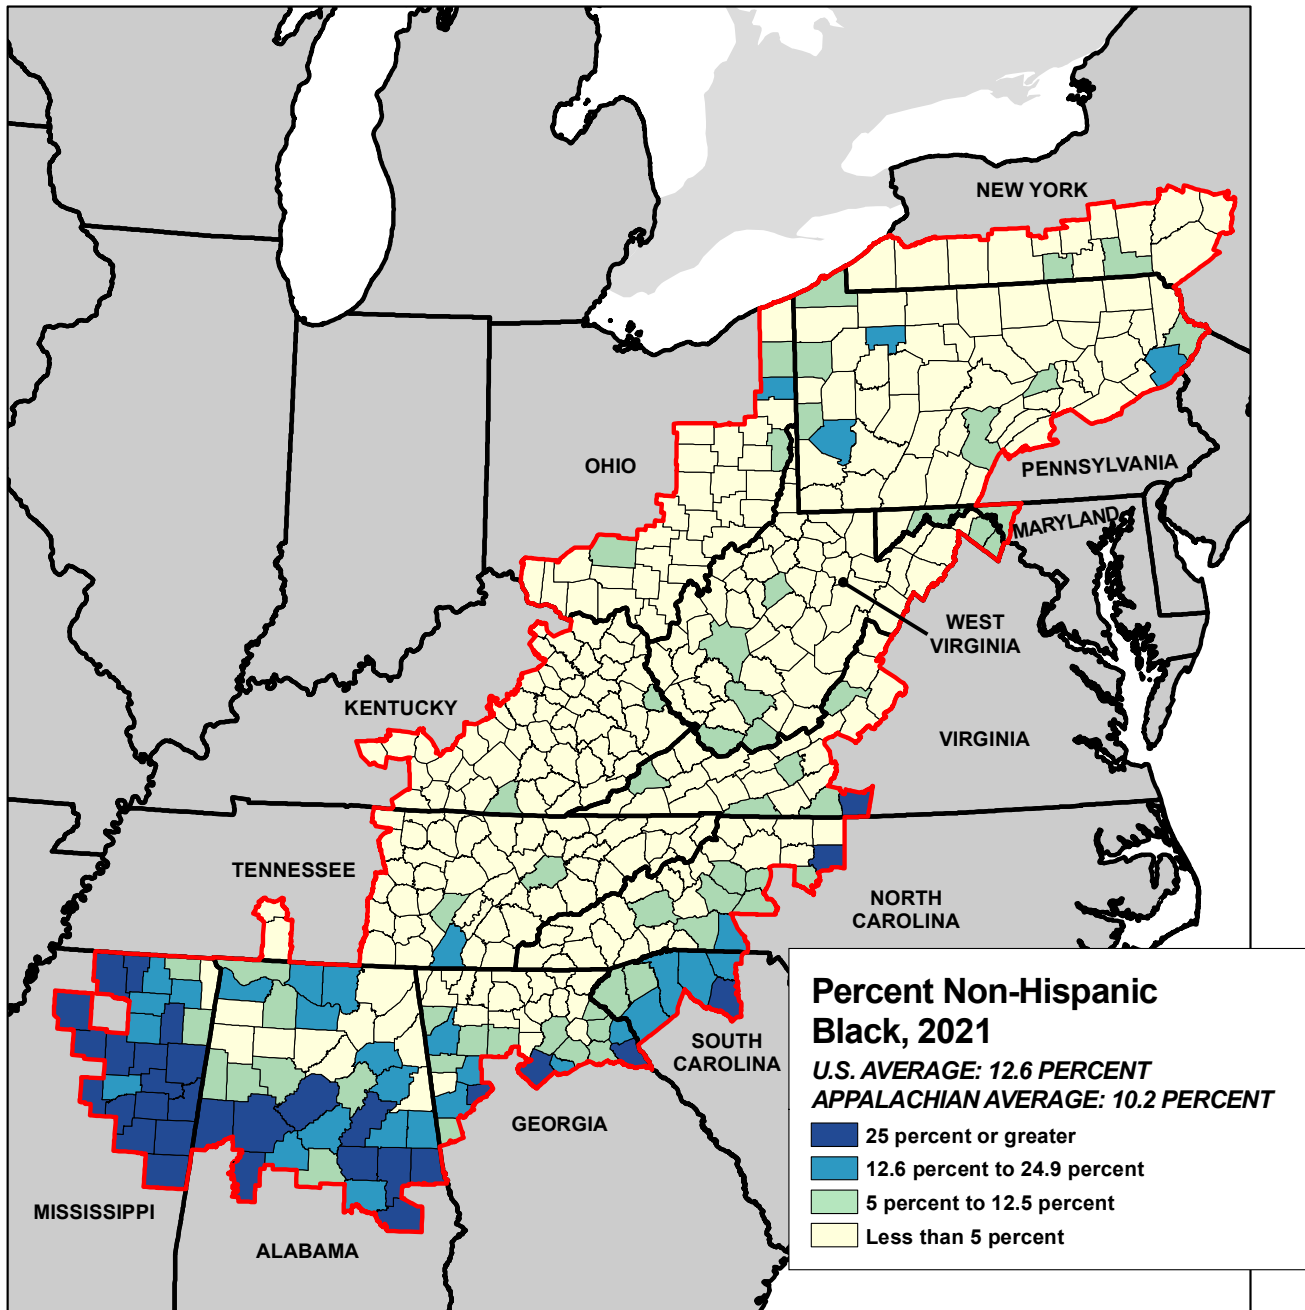 NEW YORK
OHIO
PENNSYLVANIA
MARYLAND
WEST
VIRGINIA
KENTUCKY
VIRGINIA
TENNESSEE
NORTH
CAROLINA
SOUTH
CAROLINA
GEORGIA
MISSISSIPPI
ALABAMA
Percent Non-Hispanic
Black, 2021
U.S. AVERAGE: 12.6 PERCENT
APPALACHIAN AVERAGE: 10.2 PERCENT
25 percent or greater
12.6 percent to 24.9 percent
5 percent to 12.5 percent
Less than 5 percent